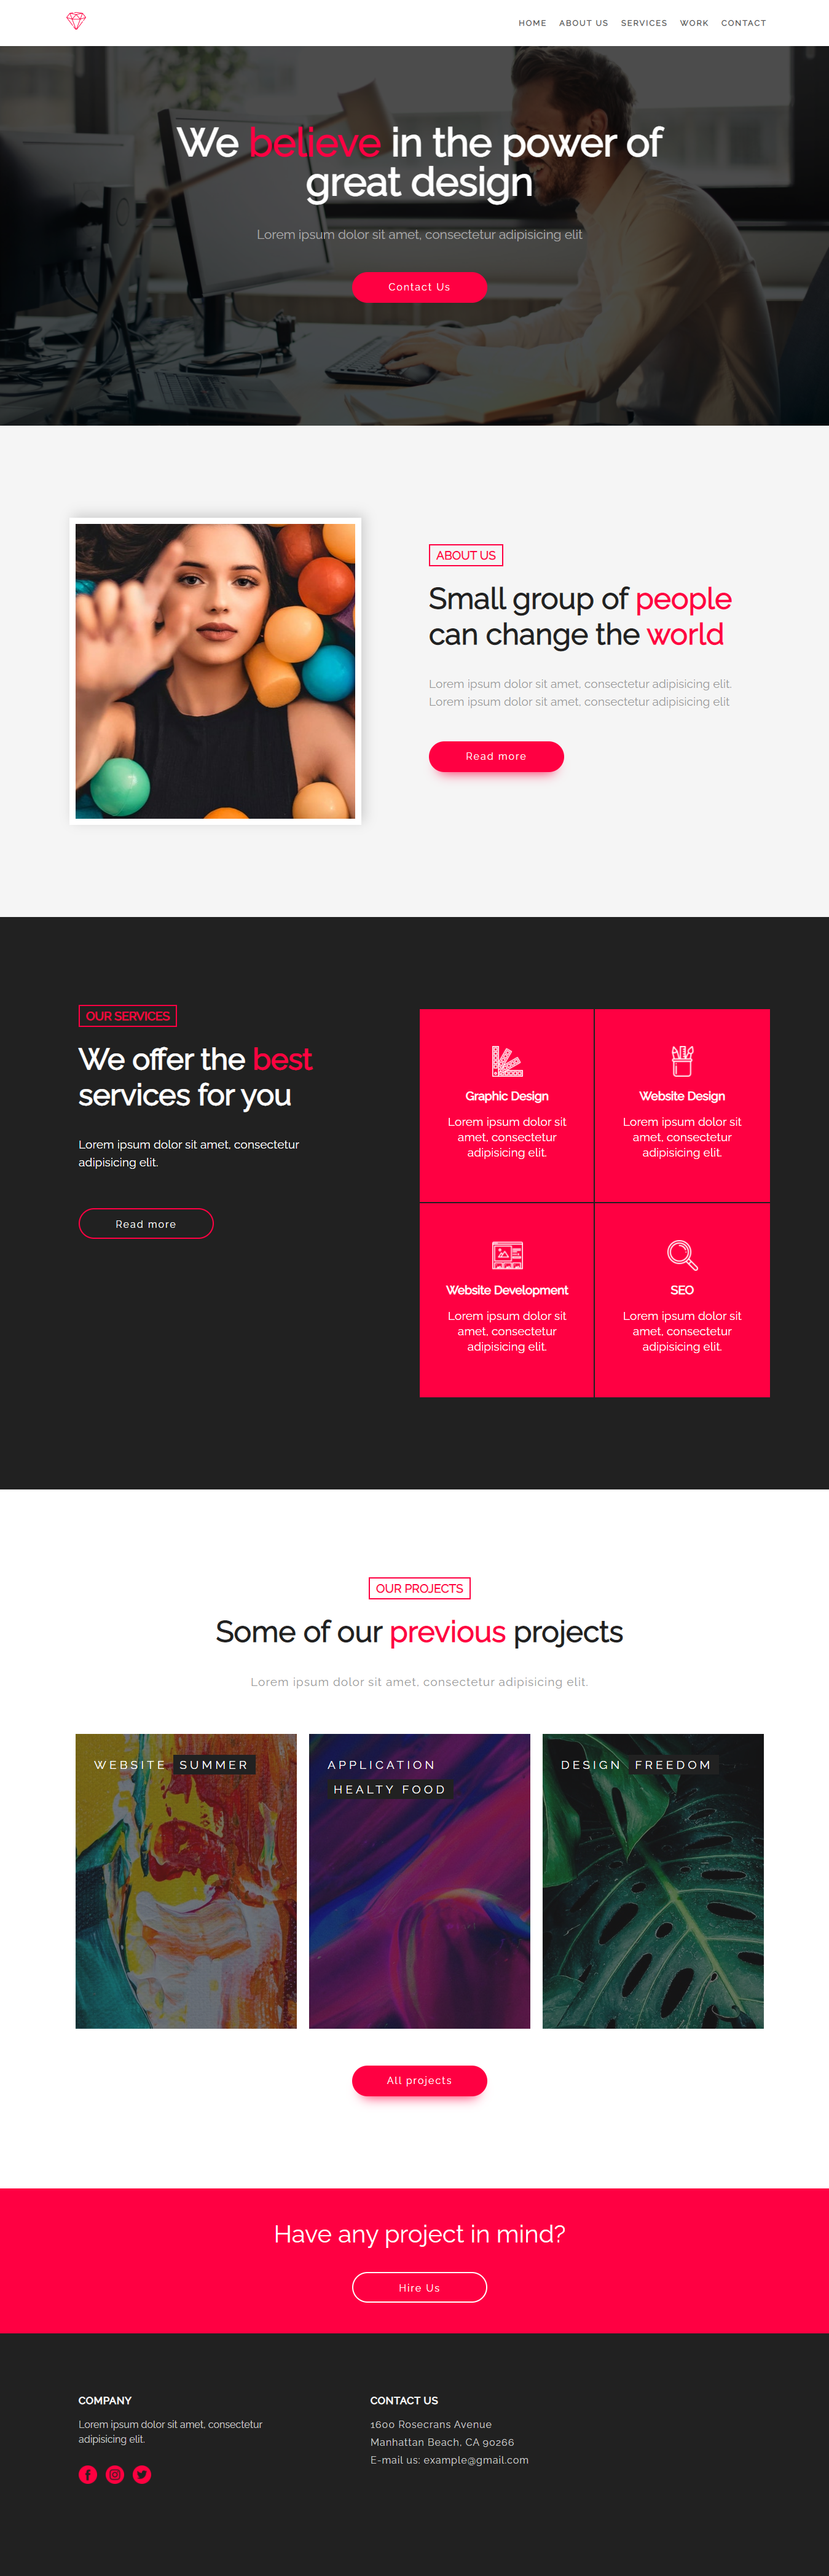 HOME ABOUT US SERVICES WORK CONTACT
We believe in the power of
great design
Lorem ipsum dolor sit amet, consectetur adipisicing elit
Contact Us
ABOUT US
Small group of people
can change the world
Lorem ipsum dolor sit amet, consectetur adipisicing elit.
Lorem ipsum dolor sit amet, consectetur adipisicing elit
Read more
OUR SERVICES
We offer the best
services for you
Lorem ipsum dolor sit amet, consectetur
adipisicing elit.
Read more
Graphic Design
Lorem ipsum dolor sit
amet, consectetur
adipisicing elit.
Website Design
Lorem ipsum dolor sit
amet, consectetur
adipisicing elit.
Website Development
Lorem ipsum dolor sit
amet, consectetur
adipisicing elit.
SEO
Lorem ipsum dolor sit
amet, consectetur
adipisicing elit.
OUR PROJECTS
Some of our previous projects
Lorem ipsum dolor sit amet, consectetur adipisicing elit.
WEBSITE SUMMER
APPLICATION
HEALTY FOOD
DESIGN FREEDOM
All projects
Have any project in mind?
Hire Us
COMPANY
Lorem ipsum dolor sit amet, consectetur
adipisicing elit.
CONTACT US
1600 Rosecrans Avenue
Manhattan Beach, CA 90266
E-mail us: example@gmail.com